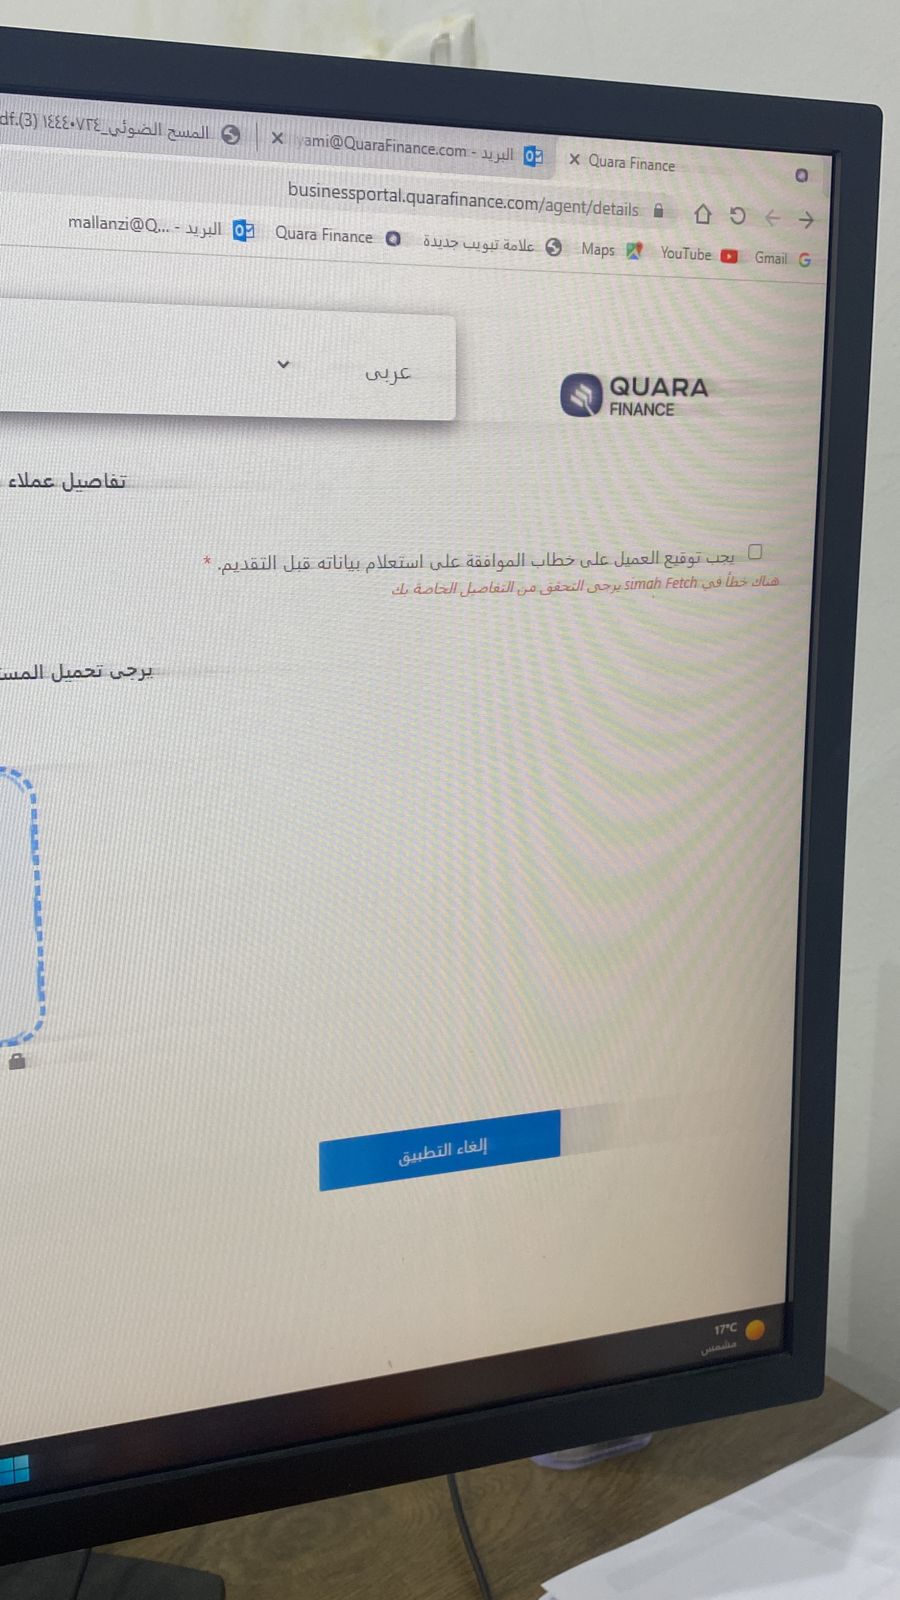 Quara Finance
البريد - yami@QuaraFinance.com
المسح الضوئي_١٤٤٤٠٧٢٤ (3).df
businessportal.quarafinance.com/agent/details
Gmail
YouTube
Maps
علامة تبويب جديدة
Quara Finance
البريد - mallanzi@Q...
QUARA
FINANCE
عربى
تفاصيل عملاء
يجب توقيع العميل على خطاب الموافقة على استعلام بياناته قبل التقديم. *
هناك خطأ في simah Fetch يرجى التحقق من التفاصيل الخاصة بك
يرجى تحميل المست
إلغاء التطبيق
17°C
مشمس